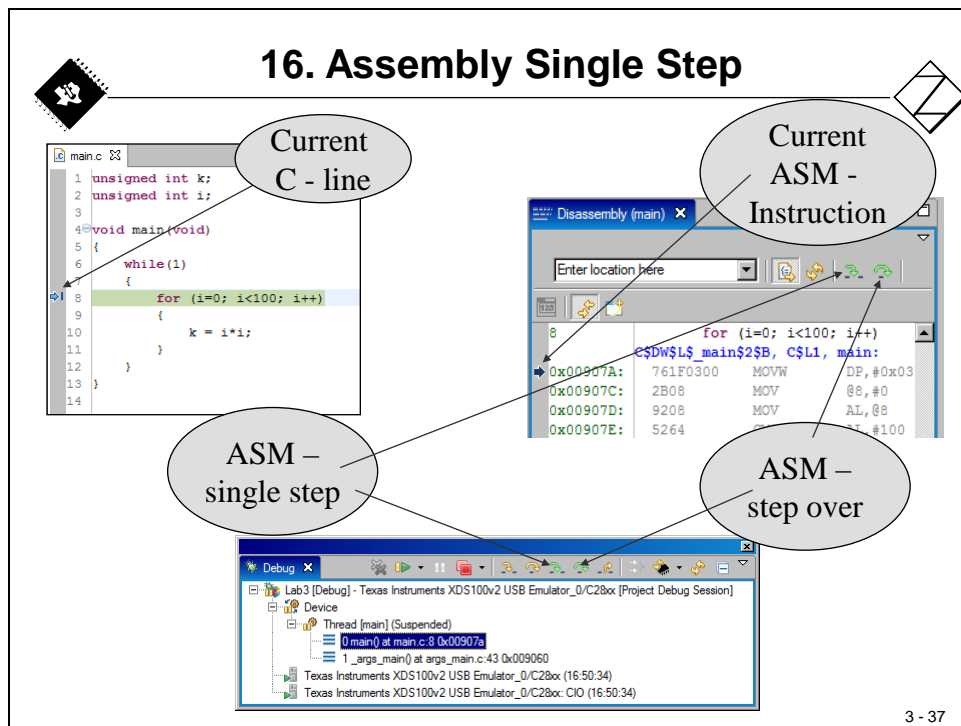 16. Assembly Single Step
Current
C - line
Current
ASM -
Instruction
main.c
1 unsigned int k;
2 unsigned int i;
3
4 void main(void)
5 {
6 while(1)
7 {
8 for (i=0; i<100; i++)
9 {
10 k = i*i;
11 }
12 }
13 }
14
Disassembly (main)
Enter location here
8 for (i=0; i<100; i++)
C$DW$L$_main$2$B, C$L1, main:
0x00907A: 761F0300 MOVW DP,#0x03
0x00907C: 2B08 MOV @8,#0
0x00907D: 9208 MOV AL,@8
0x00907E: 5264 AL,#100
ASM –
single step
ASM –
step over
Debug
Lab3 [Debug] - Texas Instruments XDS100v2 USB Emulator_0/C28xx [Project Debug Session]
Device
Thread [main] (Suspended)
0 main() at main.c:8 0x00907a
1 _args_main() at args_main.c:43 0x009060
Texas Instruments XDS100v2 USB Emulator_0/C28xx (16:50:34)
Texas Instruments XDS100v2 USB Emulator_0/C28xx: CIO (16:50:34)
3 - 37